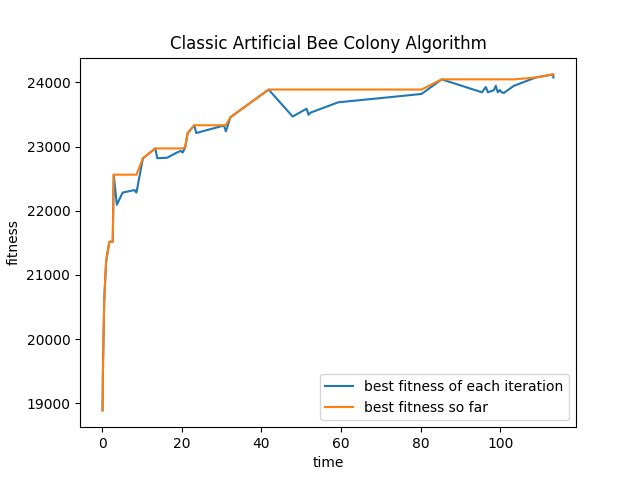 Classic Artificial Bee Colony Algorithm
24000
23000
22000
21000
20000
19000
fitness
0 20 40 60 80 100
time
best fitness of each iteration
best fitness so far